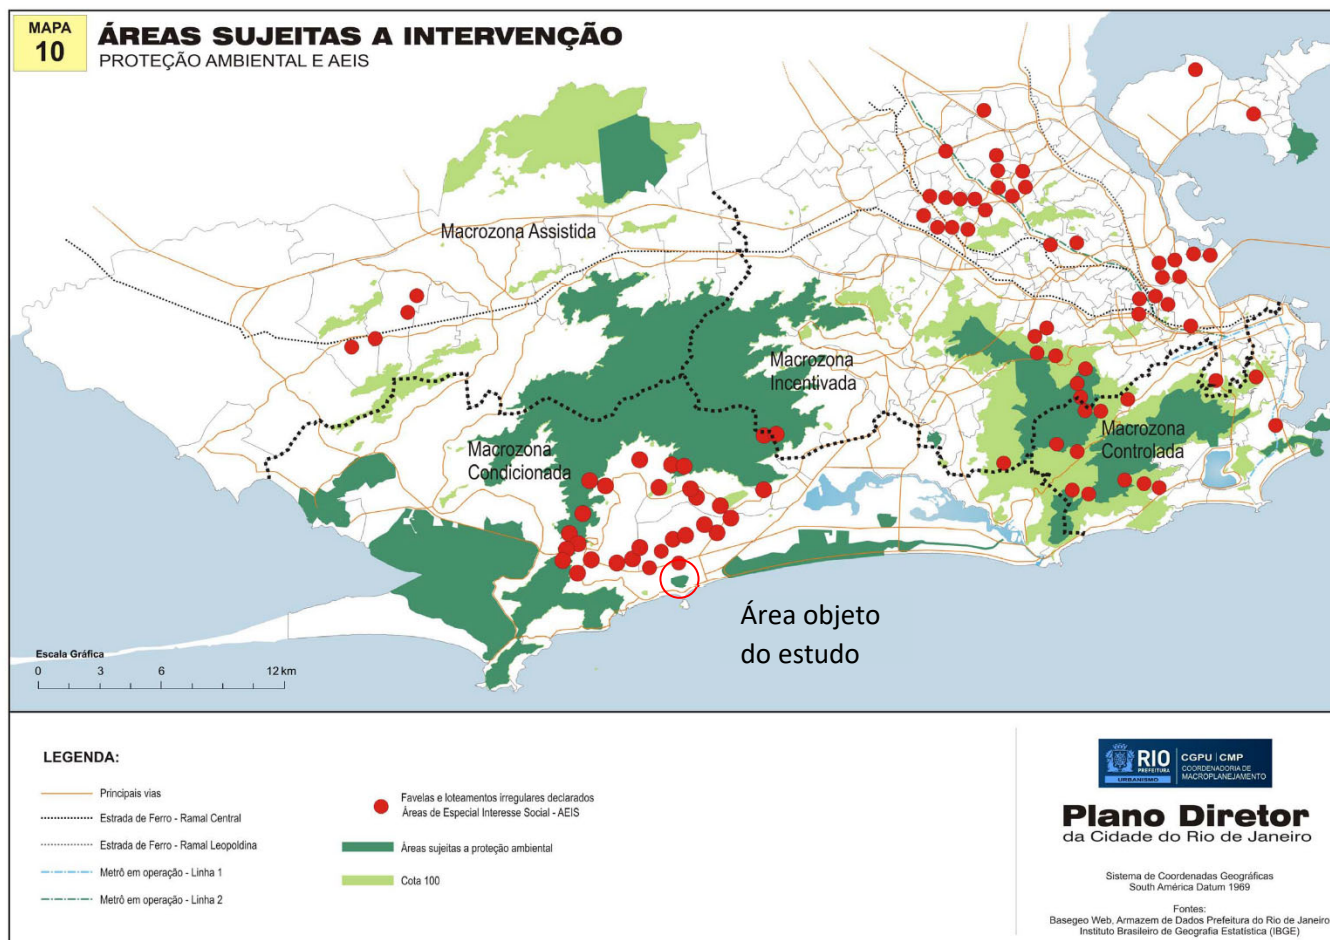 MAPA
10
ÁREAS SUJEITAS A INTERVENÇÃO
PROTEÇÃO AMBIENTAL E AEIS
Macrozona Assistida
Macrozona
Incentivada
Macrozona
Condicionada
Macrozona
Controlada
Área objeto
do estudo
Escala Gráfica
0 3 6 12 km
LEGENDA:
Principais vias
Estrada de Ferro - Ramal Central
Estrada de Ferro - Ramal Leopoldina
Metrô em operação - Linha 1
Metrô em operação - Linha 2
Favelas e loteamentos irregulares declarados
Áreas de Especial Interesse Social - AEIS
Áreas sujeitas a proteção ambiental
Cota 100
RIO
PREFEITURA
URBANISMO
CGPU | CMP
COORDENADORIA DE
MACROPLANEJAMENTO
Plano Diretor
da Cidade do Rio de Janeiro
Sistema de Coordenadas Geográficas
South América Datum 1969
Fontes:
Basegeo Web, Armazem de Dados Prefeitura do Rio de Janeiro
Instituto Brasileiro de Geografia Estatística (IBGE)